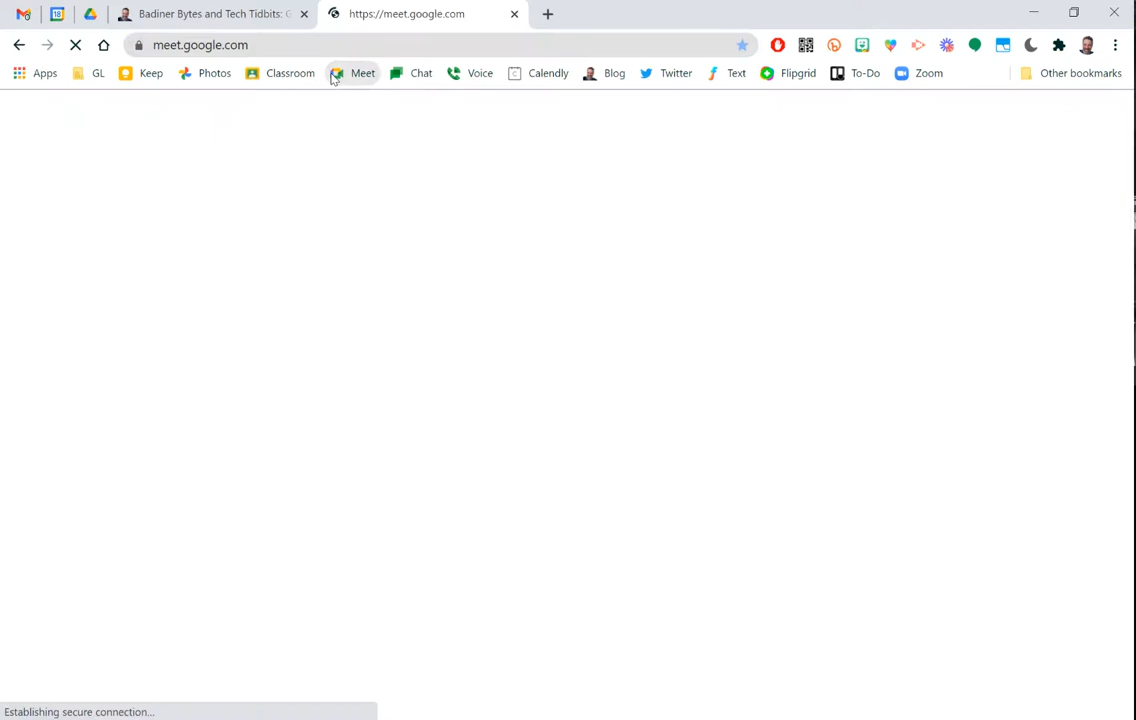 18 Badiner Bytes and Tech Tidbits: G https://meet.google.com
meet.google.com
Apps GL Keep Photos Classroom Meet Chat Voice Calendly Blog Twitter Text Flipgrid To-Do Zoom Other bookmarks
Establishing secure connection...